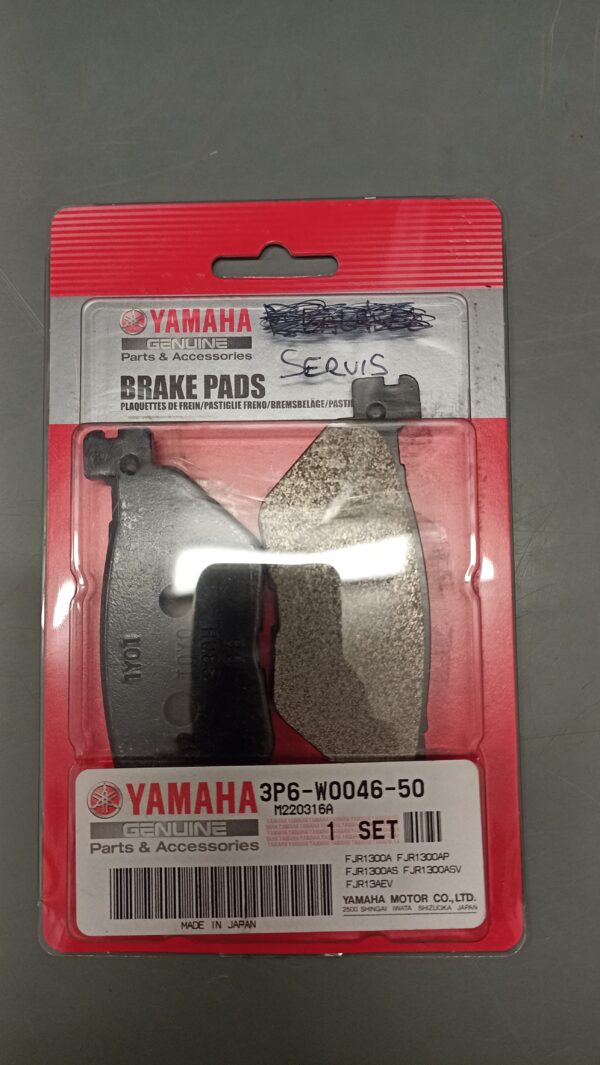 YAMAHA
GENUINE
Parts & Accessories
SERVIS
BRAKE PADS
PLAQUETTES DE FREIN/PASTIGLIE FRENO/BREMSBELÄGE/
1Y01
YAMAHA
GENUINE
Parts & Accessories
3P6-W0046-50
M220316A
1 SET
FJR1300A FJR1300AP
FJR1300AS FJR1300ASV
FJR13AEV
YAMAHA MOTOR CO.,LTD.
2500 SHINGAI IWATA SHIZUOKA JAPAN
MADE IN JAPAN